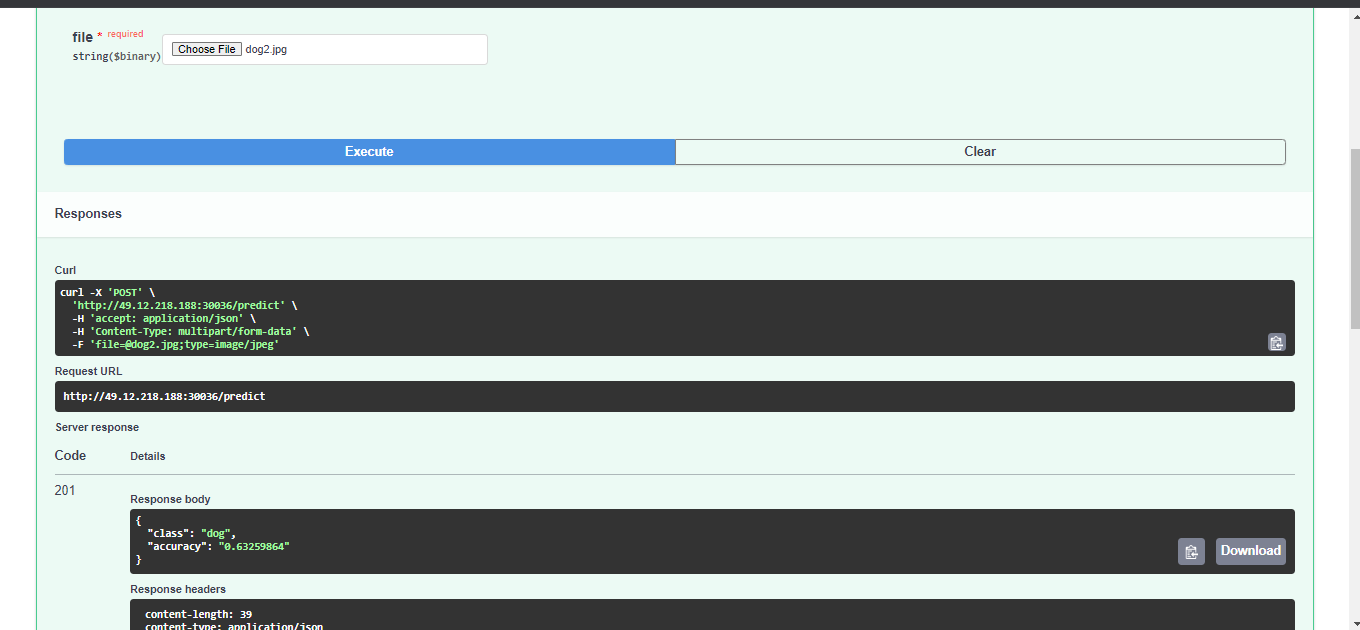 file * required
string($binary) Choose File dog2.jpg
Execute Clear
Responses
Curl
curl -X 'POST' \
'http://49.12.218.188:30036/predict' \
-H 'accept: application/json' \
-H 'Content-Type: multipart/form-data' \
-F 'file=@dog2.jpg;type=image/jpeg'
Request URL
http://49.12.218.188:30036/predict
Server response
Code Details
201
Response body
{
"class": "dog",
"accuracy": "0.63259864"
}
Download
Response headers
content-length: 39
content-type: application/json